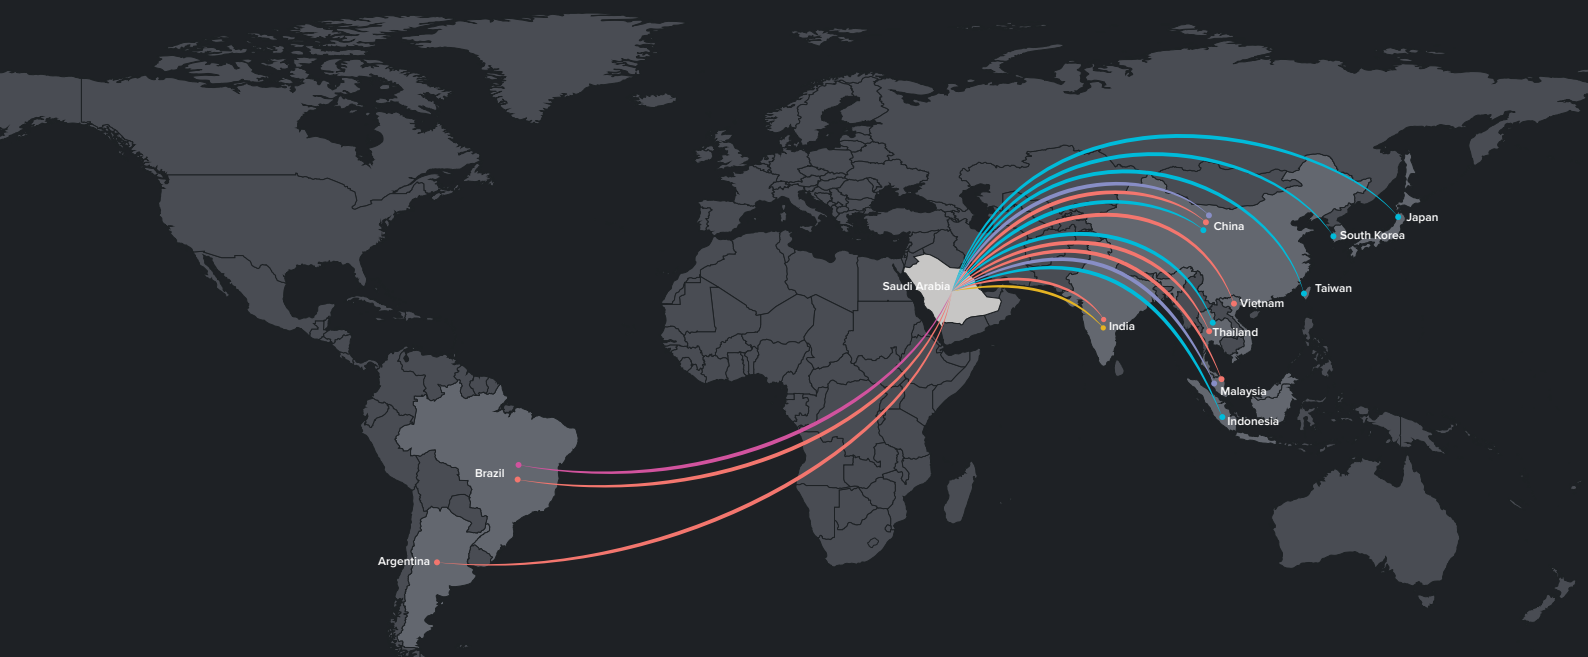 Japan
China
South Korea
Saudi Arabia
Taiwan
Vietnam
India
Thailand
Malaysia
Indonesia
Brazil
Argentina